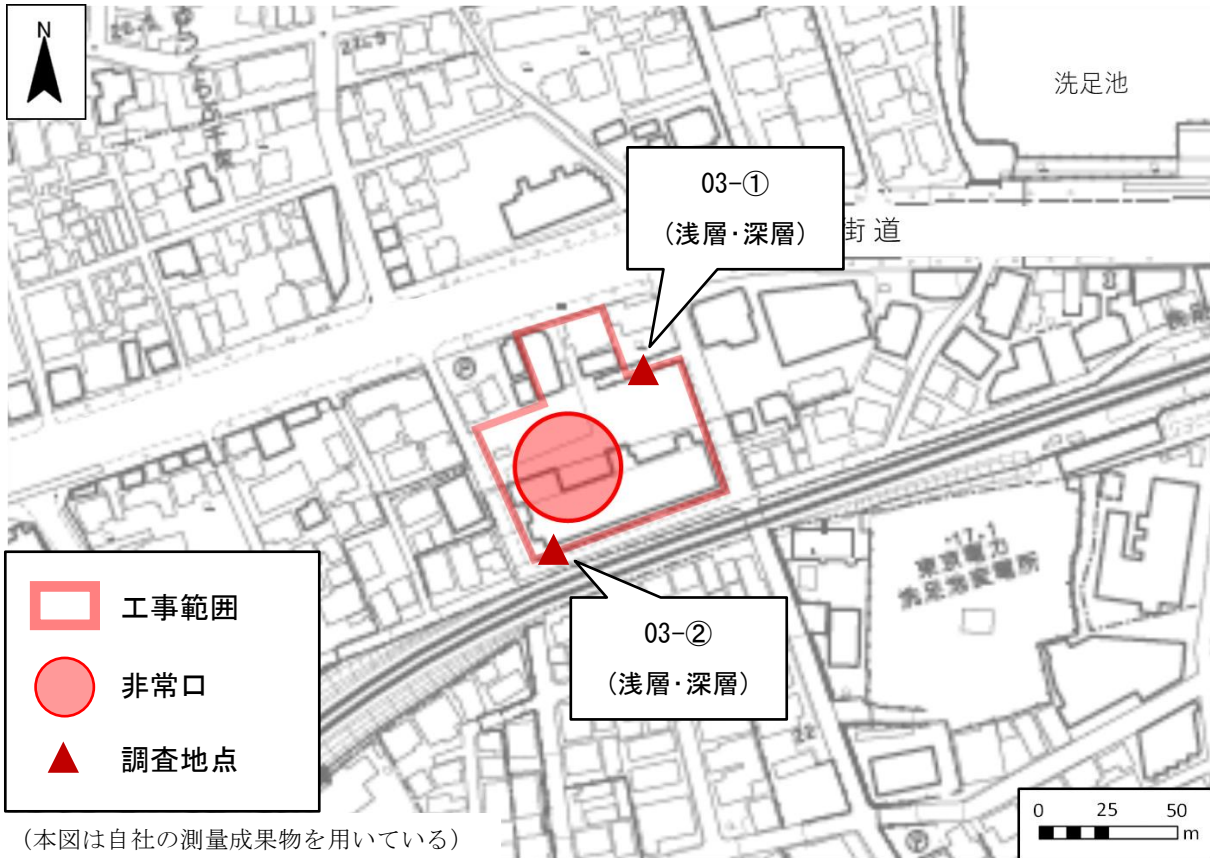 N
洗足池
03-①
(浅層・深層)
街道
東京電力
洗足池変電所
03-②
(浅層・深層)
22
工事範囲
非常口
調査地点
0 25 50
m
(本図は自社の測量成果物を用いている)